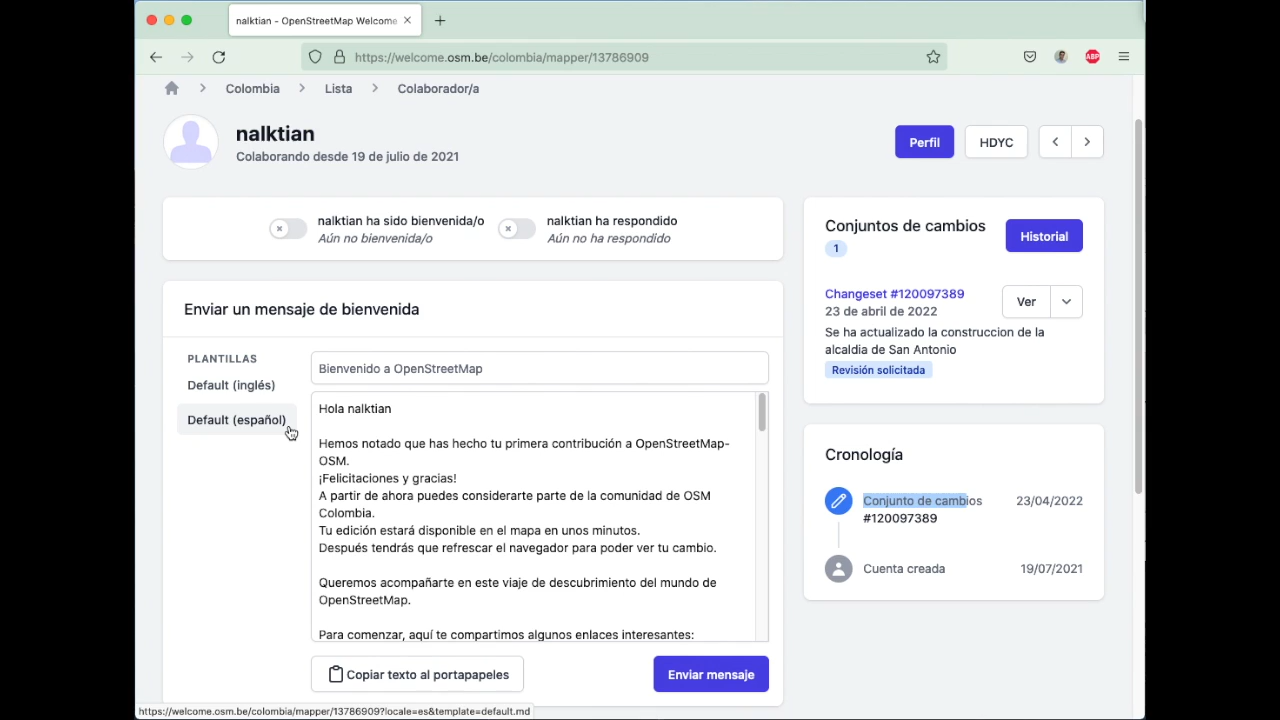 nalktian - OpenStreetMap Welcome
https://welcome.osm.be/colombia/mapper/13786909
ABP
Colombia
Lista
Colaborador/a
nalktian
Colaborando desde 19 de julio de 2021
Perfil
HDYC
nalktian ha sido bienvenida/o
Aún no bienvenida/o
nalktian ha respondido
Aún no ha respondido
Enviar un mensaje de bienvenida
PLANTILLAS
Default (inglés)
Default (español)
Bienvenido a OpenStreetMap
Hola nalktian
Hemos notado que has hecho tu primera contribución a OpenStreetMap-
OSM.
¡Felicitaciones y gracias!
A partir de ahora puedes considerarte parte de la comunidad de OSM
Colombia.
Tu edición estará disponible en el mapa en unos minutos.
Después tendrás que refrescar el navegador para poder ver tu cambio.
Queremos acompañarte en este viaje de descubrimiento del mundo de
OpenStreetMap.
Para comenzar, aquí te compartimos algunos enlaces interesantes:
Copiar texto al portapapeles
Enviar mensaje
Conjuntos de cambios
1
Historial
Changeset #120097389
23 de abril de 2022
Ver
Se ha actualizado la construccion de la
alcaldia de San Antonio
Revisión solicitada
Cronología
Conjunto de cambios
#120097389
23/04/2022
Cuenta creada
19/07/2021
https://welcome.osm.be/colombia/mapper/13786909?locale=es&template=default.md